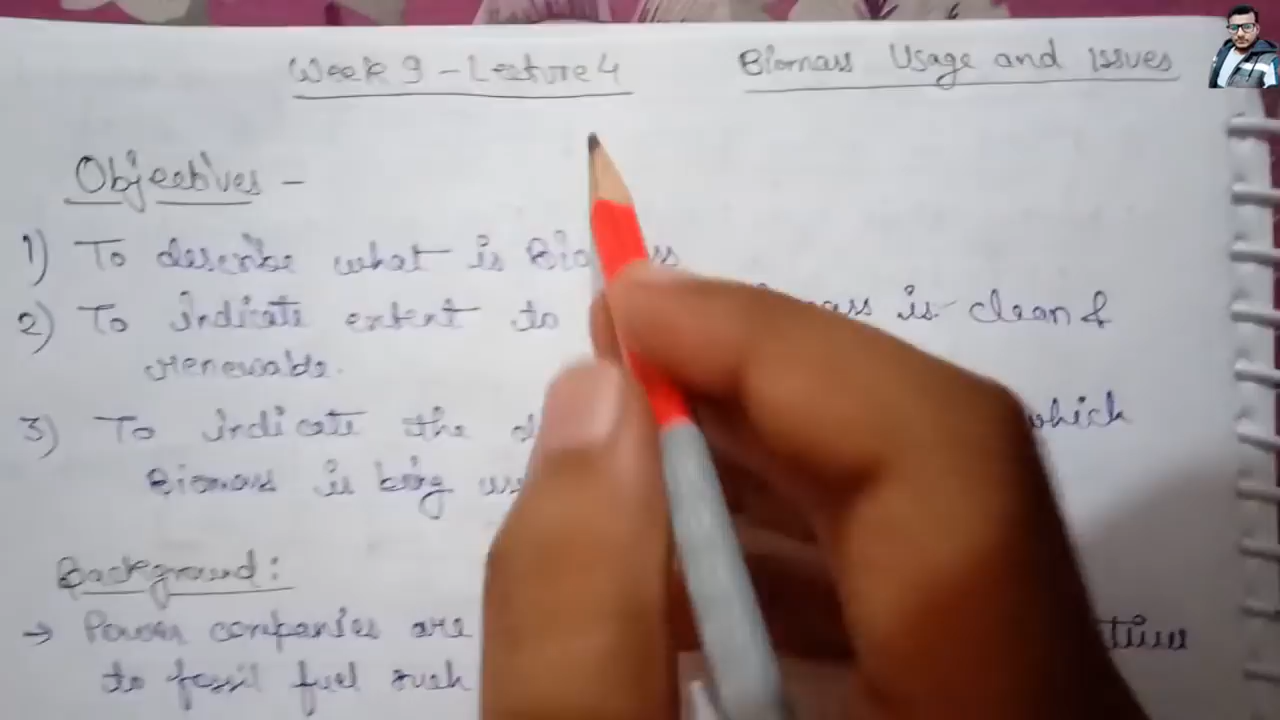 Week 9 - Lecture 4 Biomass Usage and Issues
Objectives -
1) To describe what is
2) To indicate extent to is clean &
renewable.
3) To indicate the which
Biomass is being
Background:
→ Power companies are
to fossil fuel such